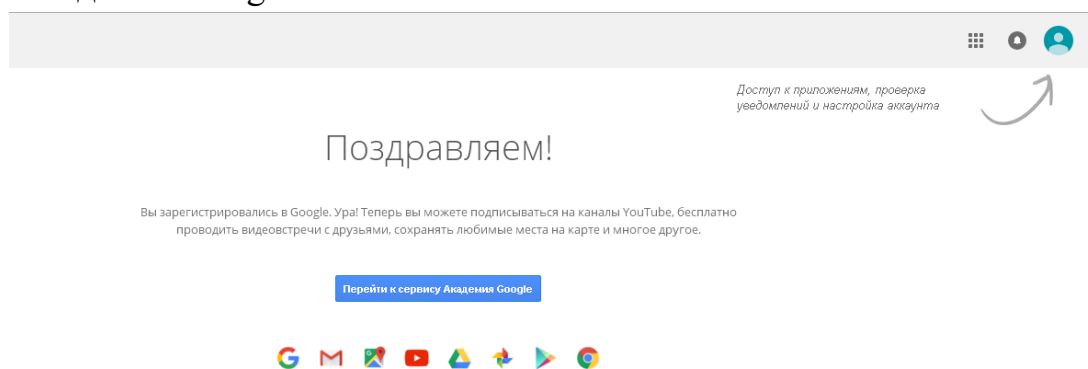 Доступ к приложениям, проверка
уведомлений и настройка аккаунта
Поздравляем!
Вы зарегистрировались в Google. Ура! Теперь вы можете подписываться на каналы YouTube, бесплатно
проводить видеовстречи с друзьями, сохранять любимые места на карте и многое другое.
Перейти к сервису Академия Google